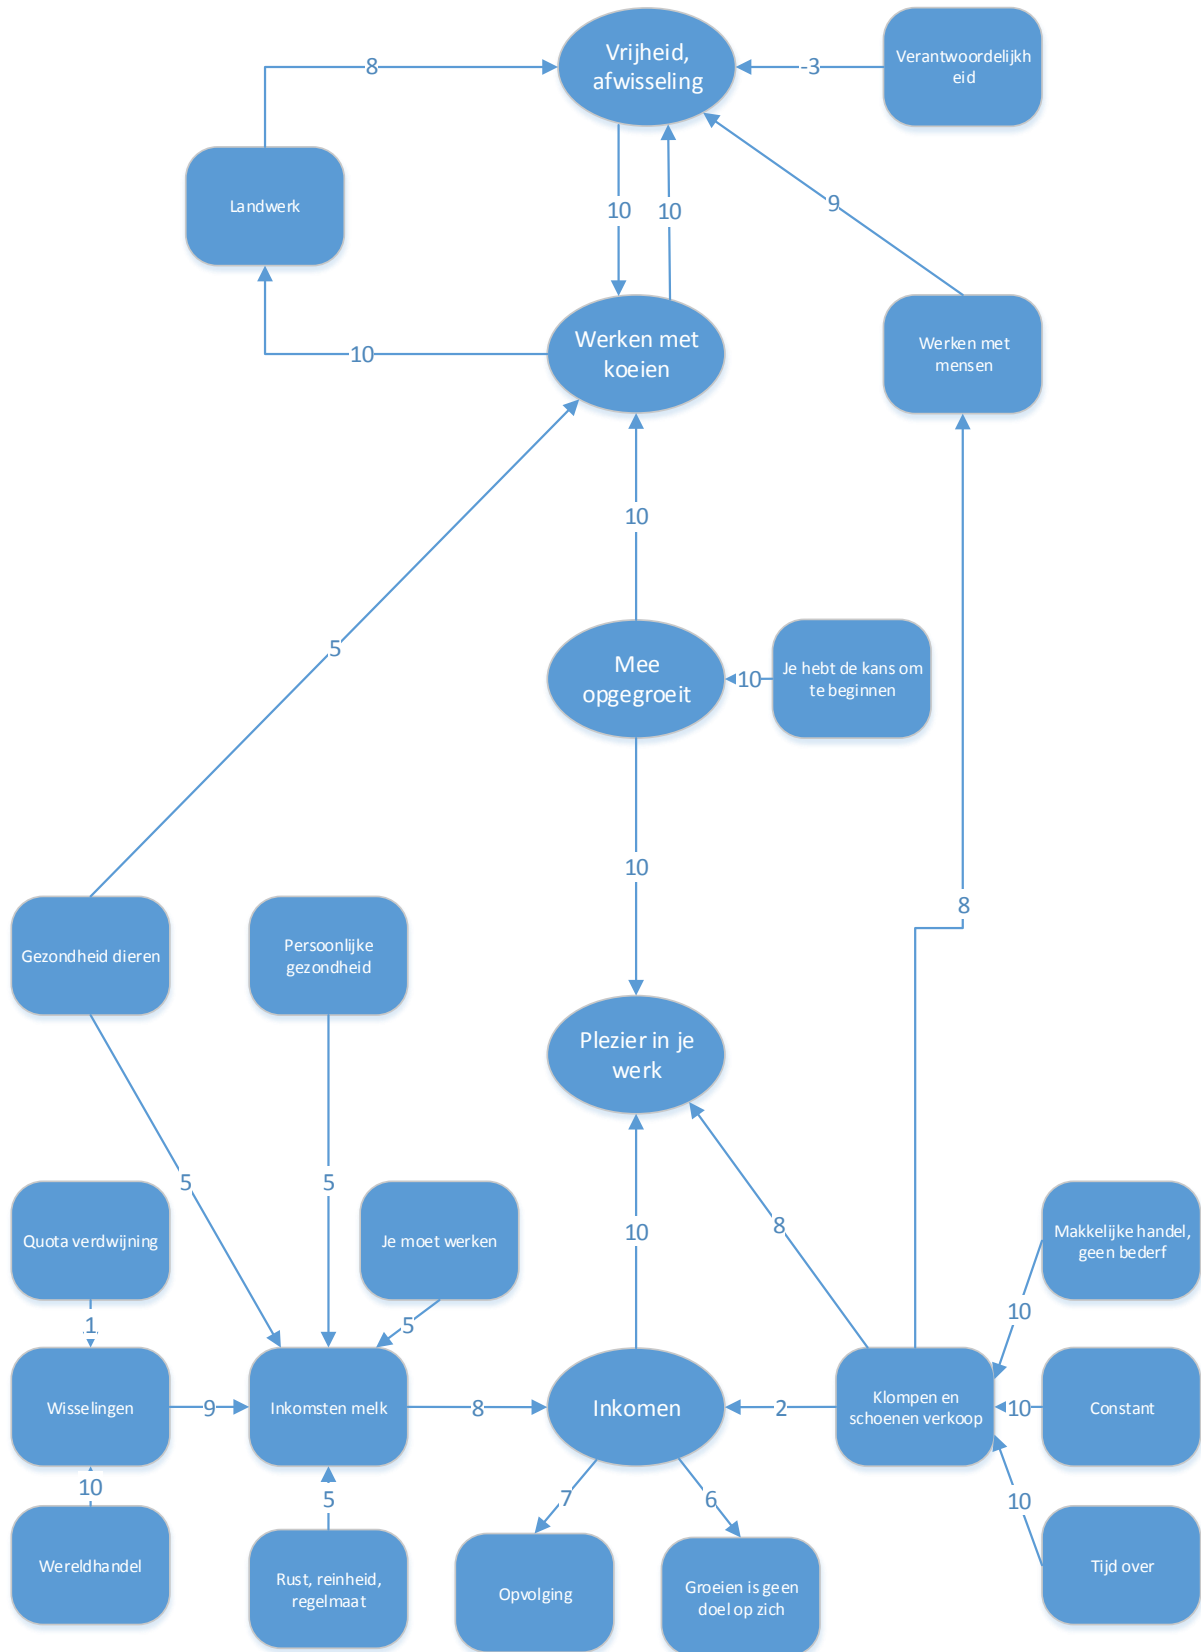 Vrijheid,
afwisseling
8
-3
Verantwoordelijkh
eid
Landwerk
10
10
9
Werken met
koeien
10
Werken met
mensen
10
5
Mee
opgegroeit
10
Je hebt de kans om
te beginnen
10
8
Gezondheid dieren
Persoonlijke
gezondheid
Plezier in je
werk
5
5
Quota verdwijning
Je moet werken
10
8
Makkelijke handel,
geen bederf
1
5
10
Wisselingen
9
Inkomsten melk
8
Inkomen
2
Klompen en
schoenen verkoop
10
Constant
10
5
7
6
10
Wereldhandel
Rust, reinheid,
regelmaat
Opvolging
Groeien is geen
doel op zich
Tijd over